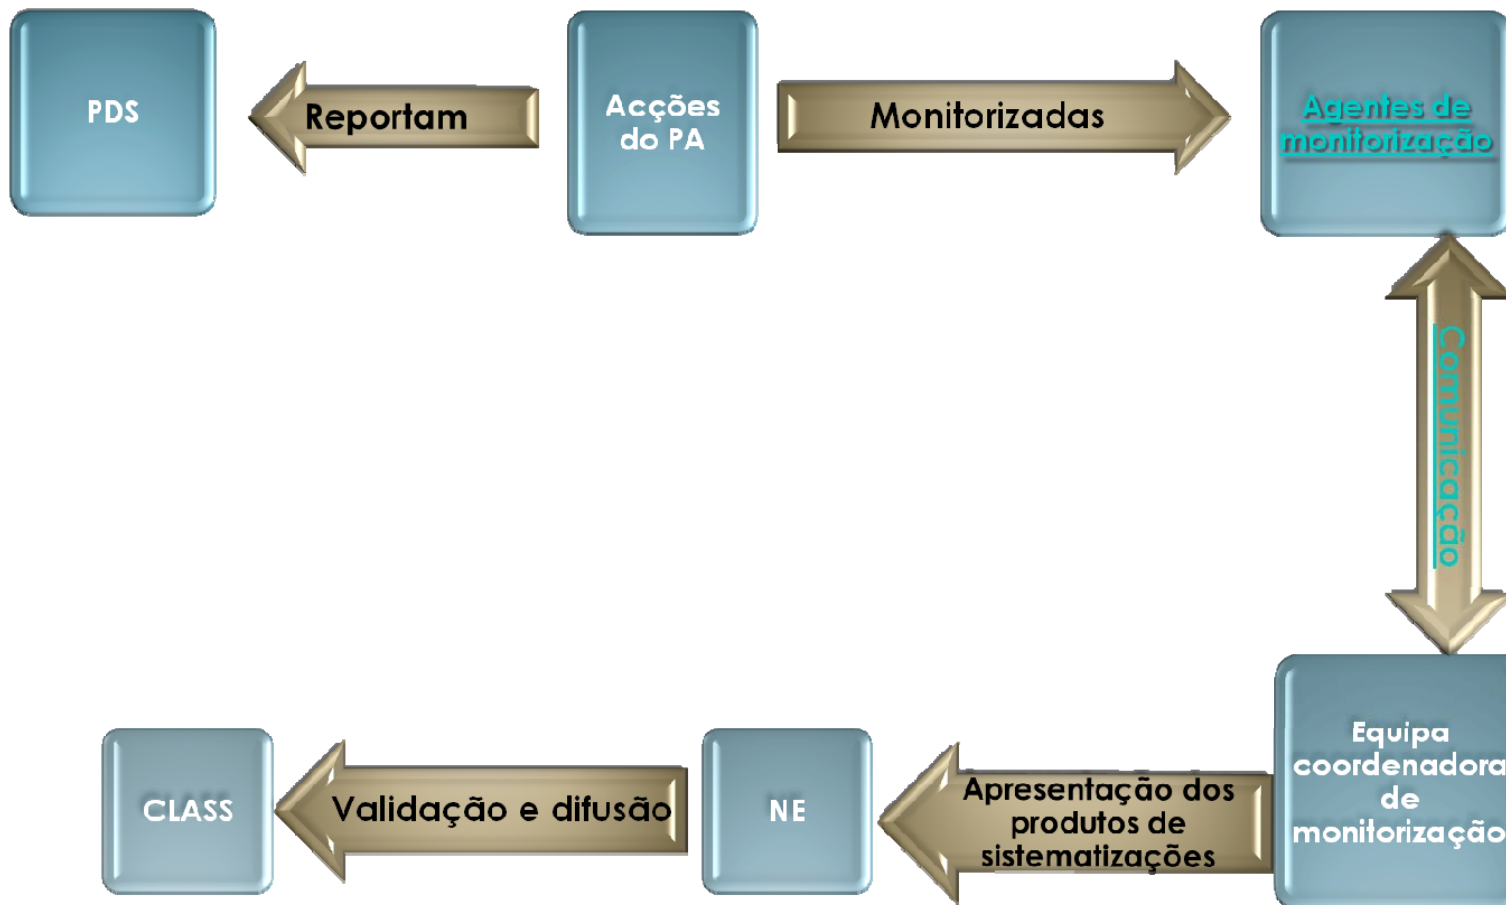 PDS
Reportam
Acções
do PA
Monitorizadas
Agentes de
monitorização
Comunicação
CLASS
Validação e difusão
NE
Apresentação dos
produtos de
sistematizações
Equipa
coordenadora
de
monitorização